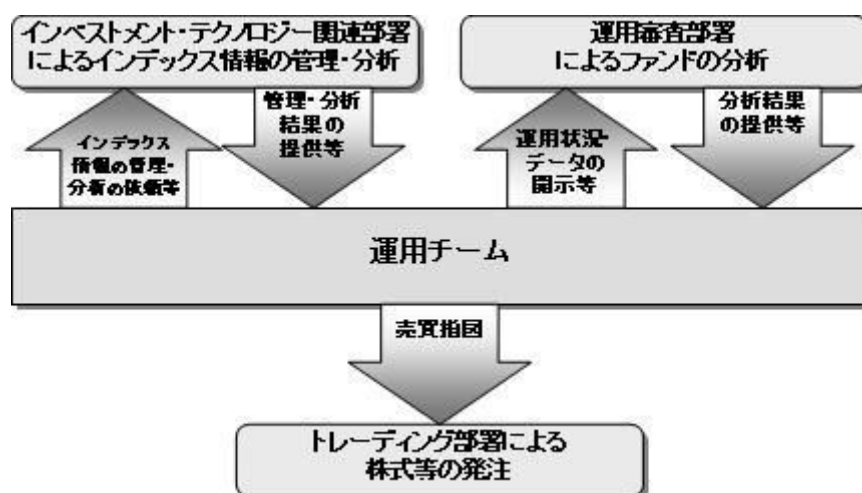 インベストメント・テクノロジー関連部署
によるインデックス情報の管理・分析
運用審査部署
によるファンドの分析
インデックス
情報の管理・
分析の依頼等
管理・分析
結果の
提供等
運用状況・
データの
開示等
分析結果
の提供等
運用チーム
売買指図
トレーディング部署による
株式等の発注